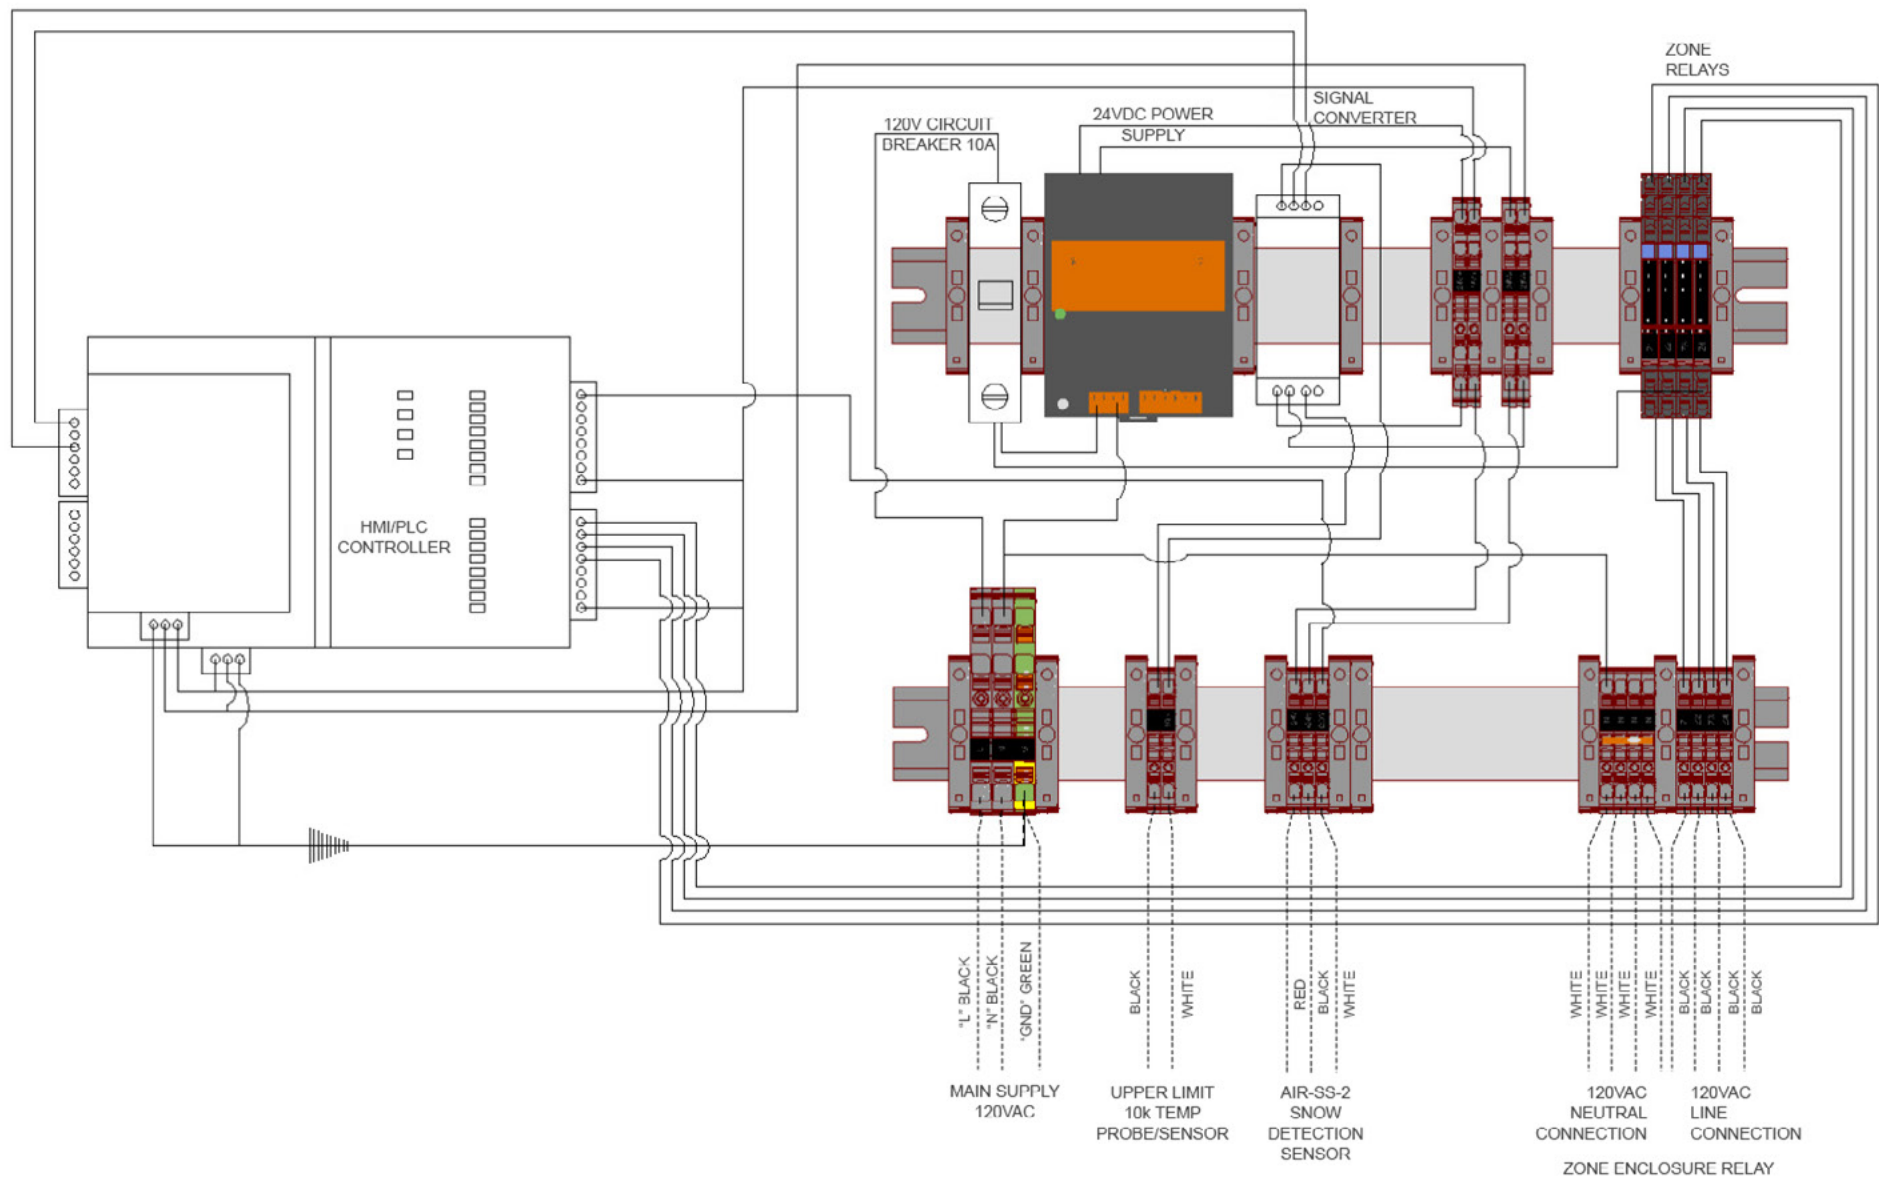 ZONE
RELAYS
SIGNAL
CONVERTER
24VDC POWER
SUPPLY
120V CIRCUIT
BREAKER 10A
HMI/PLC
CONTROLLER
"L" BLACK
"N" BLACK
"GND" GREEN
BLACK
WHITE
RED
BLACK
WHITE
WHITE
WHITE
WHITE
WHITE
BLACK
BLACK
BLACK
BLACK
MAIN SUPPLY
120VAC
UPPER LIMIT
10k TEMP
PROBE/SENSOR
AIR-SS-2
SNOW
DETECTION
SENSOR
120VAC
NEUTRAL
CONNECTION
120VAC
LINE
CONNECTION
ZONE ENCLOSURE RELAY